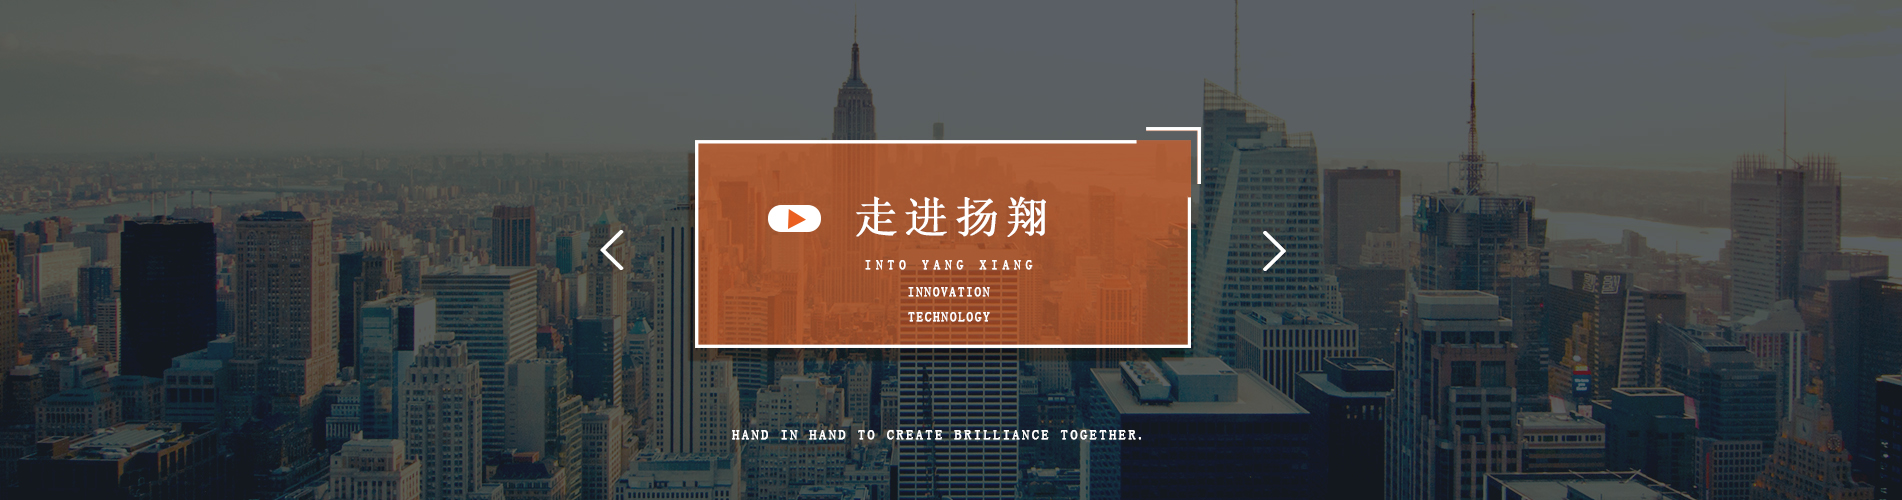 走进扬翔
INTO YANG XIANG
INNOVATION
TECHNOLOGY
HAND IN HAND TO CREATE BRILLIANCE TOGETHER.